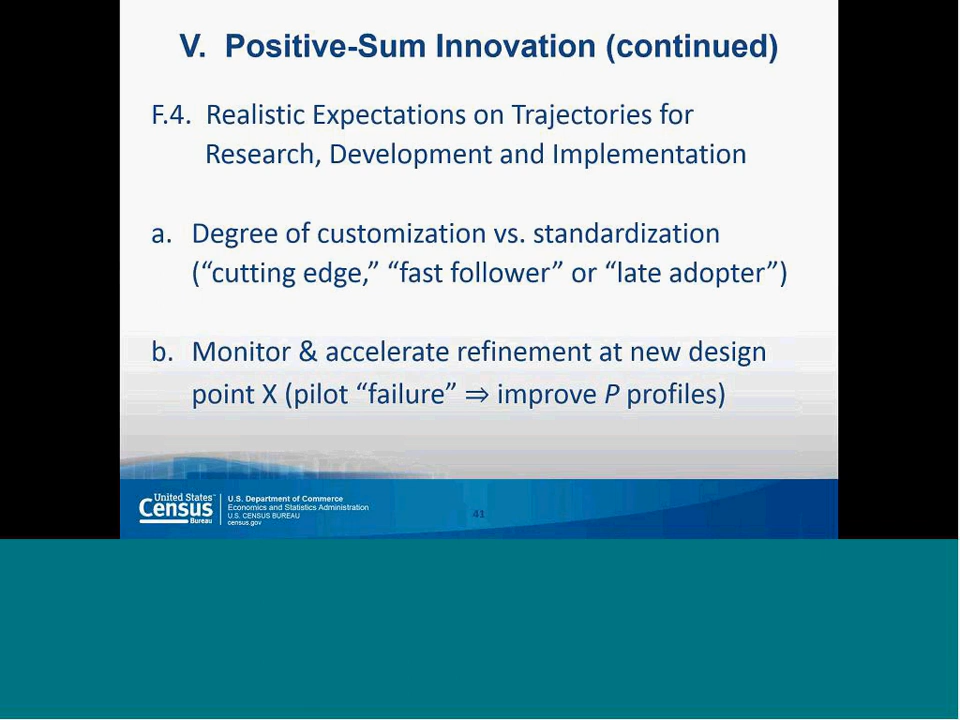 V. Positive-Sum Innovation (continued)
F.4. Realistic Expectations on Trajectories for
Research, Development and Implementation
a. Degree of customization vs. standardization
(“cutting edge,” “fast follower” or “late adopter”)
b. Monitor & accelerate refinement at new design
point X (pilot “failure” ⇒ improve P profiles)
United States™
Census
Bureau
U.S. Department of Commerce
Economics and Statistics Administration
U.S. CENSUS BUREAU
census.gov
41